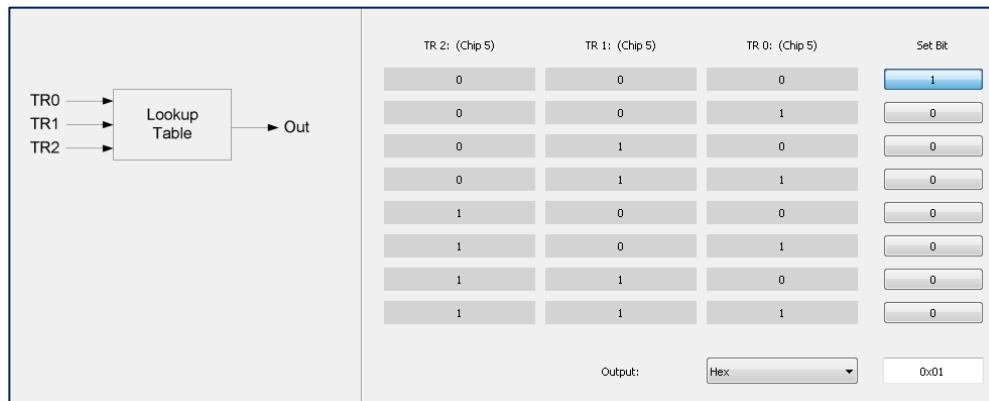 TR0
TR1
TR2
Lookup
Table
Out
TR 2: (Chip 5) TR 1: (Chip 5) TR 0: (Chip 5) Set Bit
0 0 0 1
0 0 1 0
0 1 0 0
0 1 1 0
1 0 0 0
1 0 1 0
1 1 0 0
1 1 1 0
Output: Hex 0x01